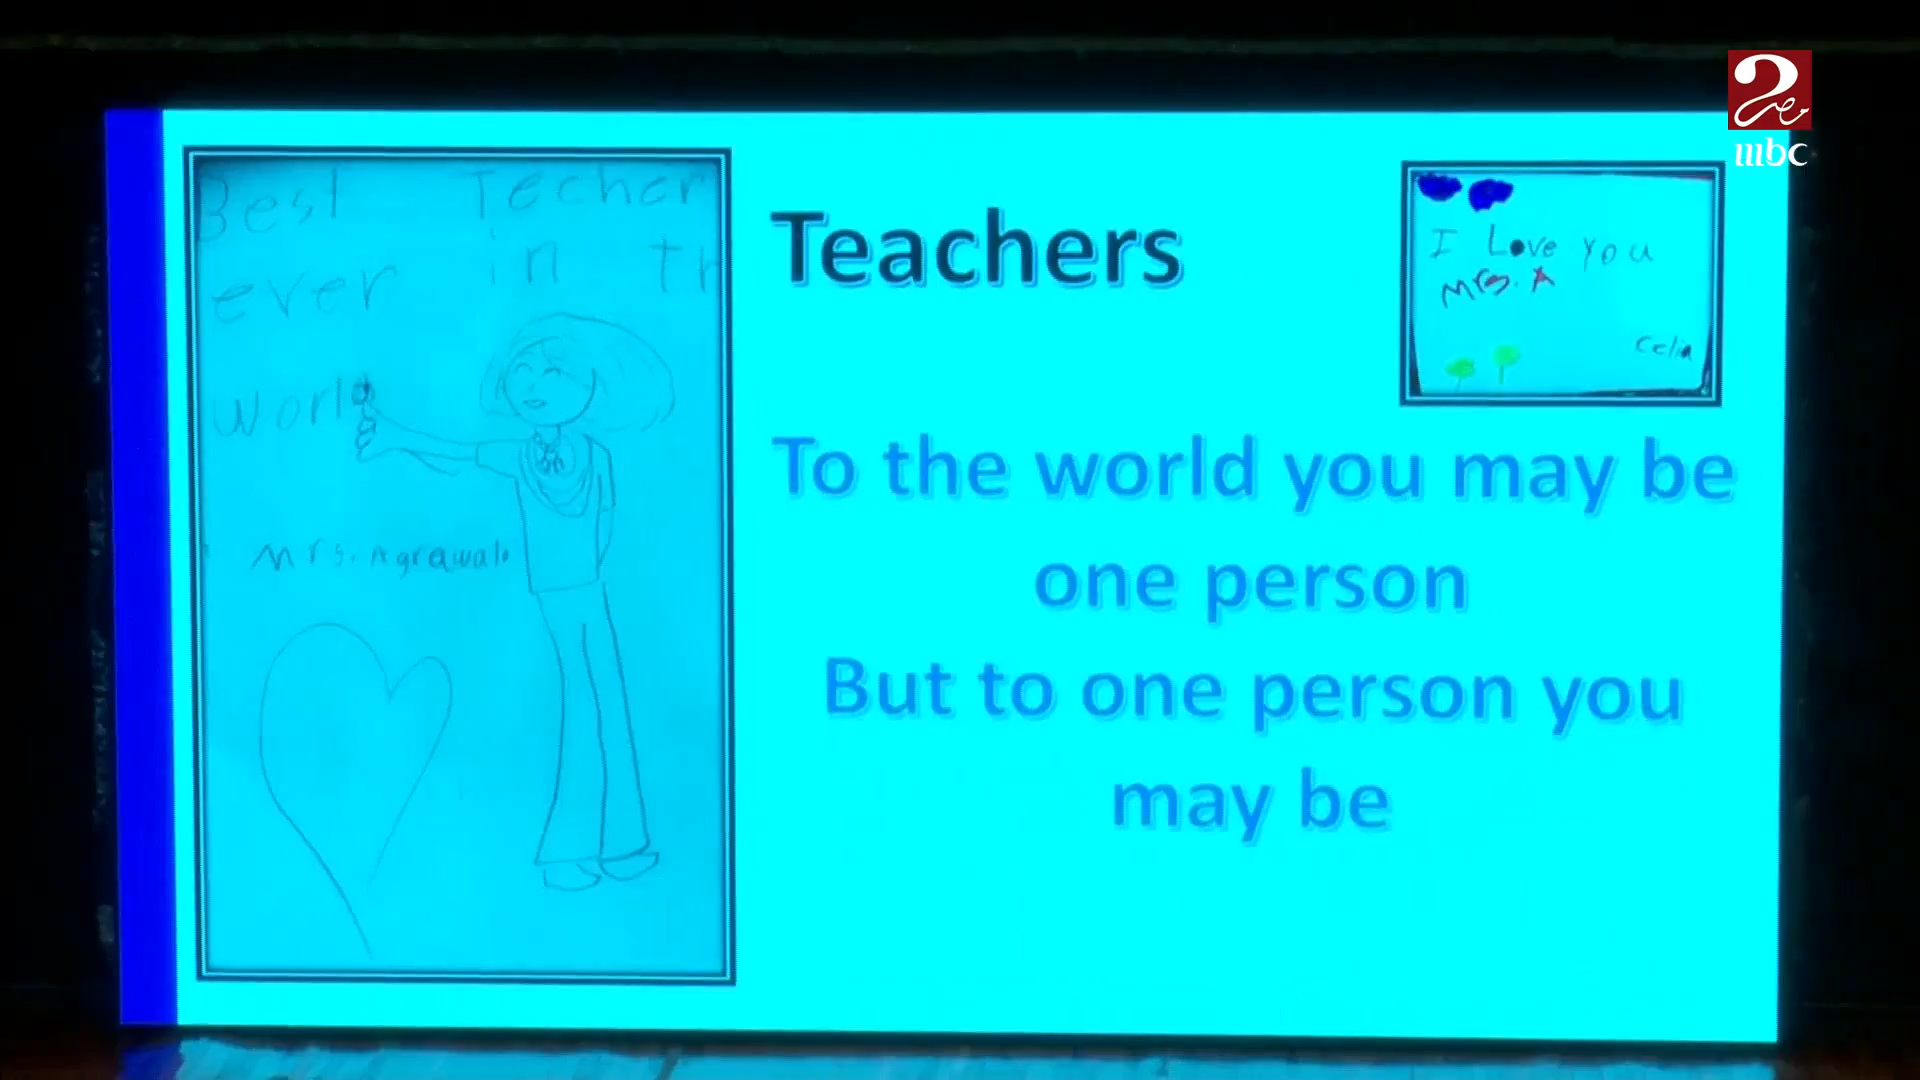 Best Techer
ever in th
World
Mrs. Agrawal.
Teachers
I Love you
Mrs. A
Celia
To the world you may be
one person
But to one person you
may be
2
mbc